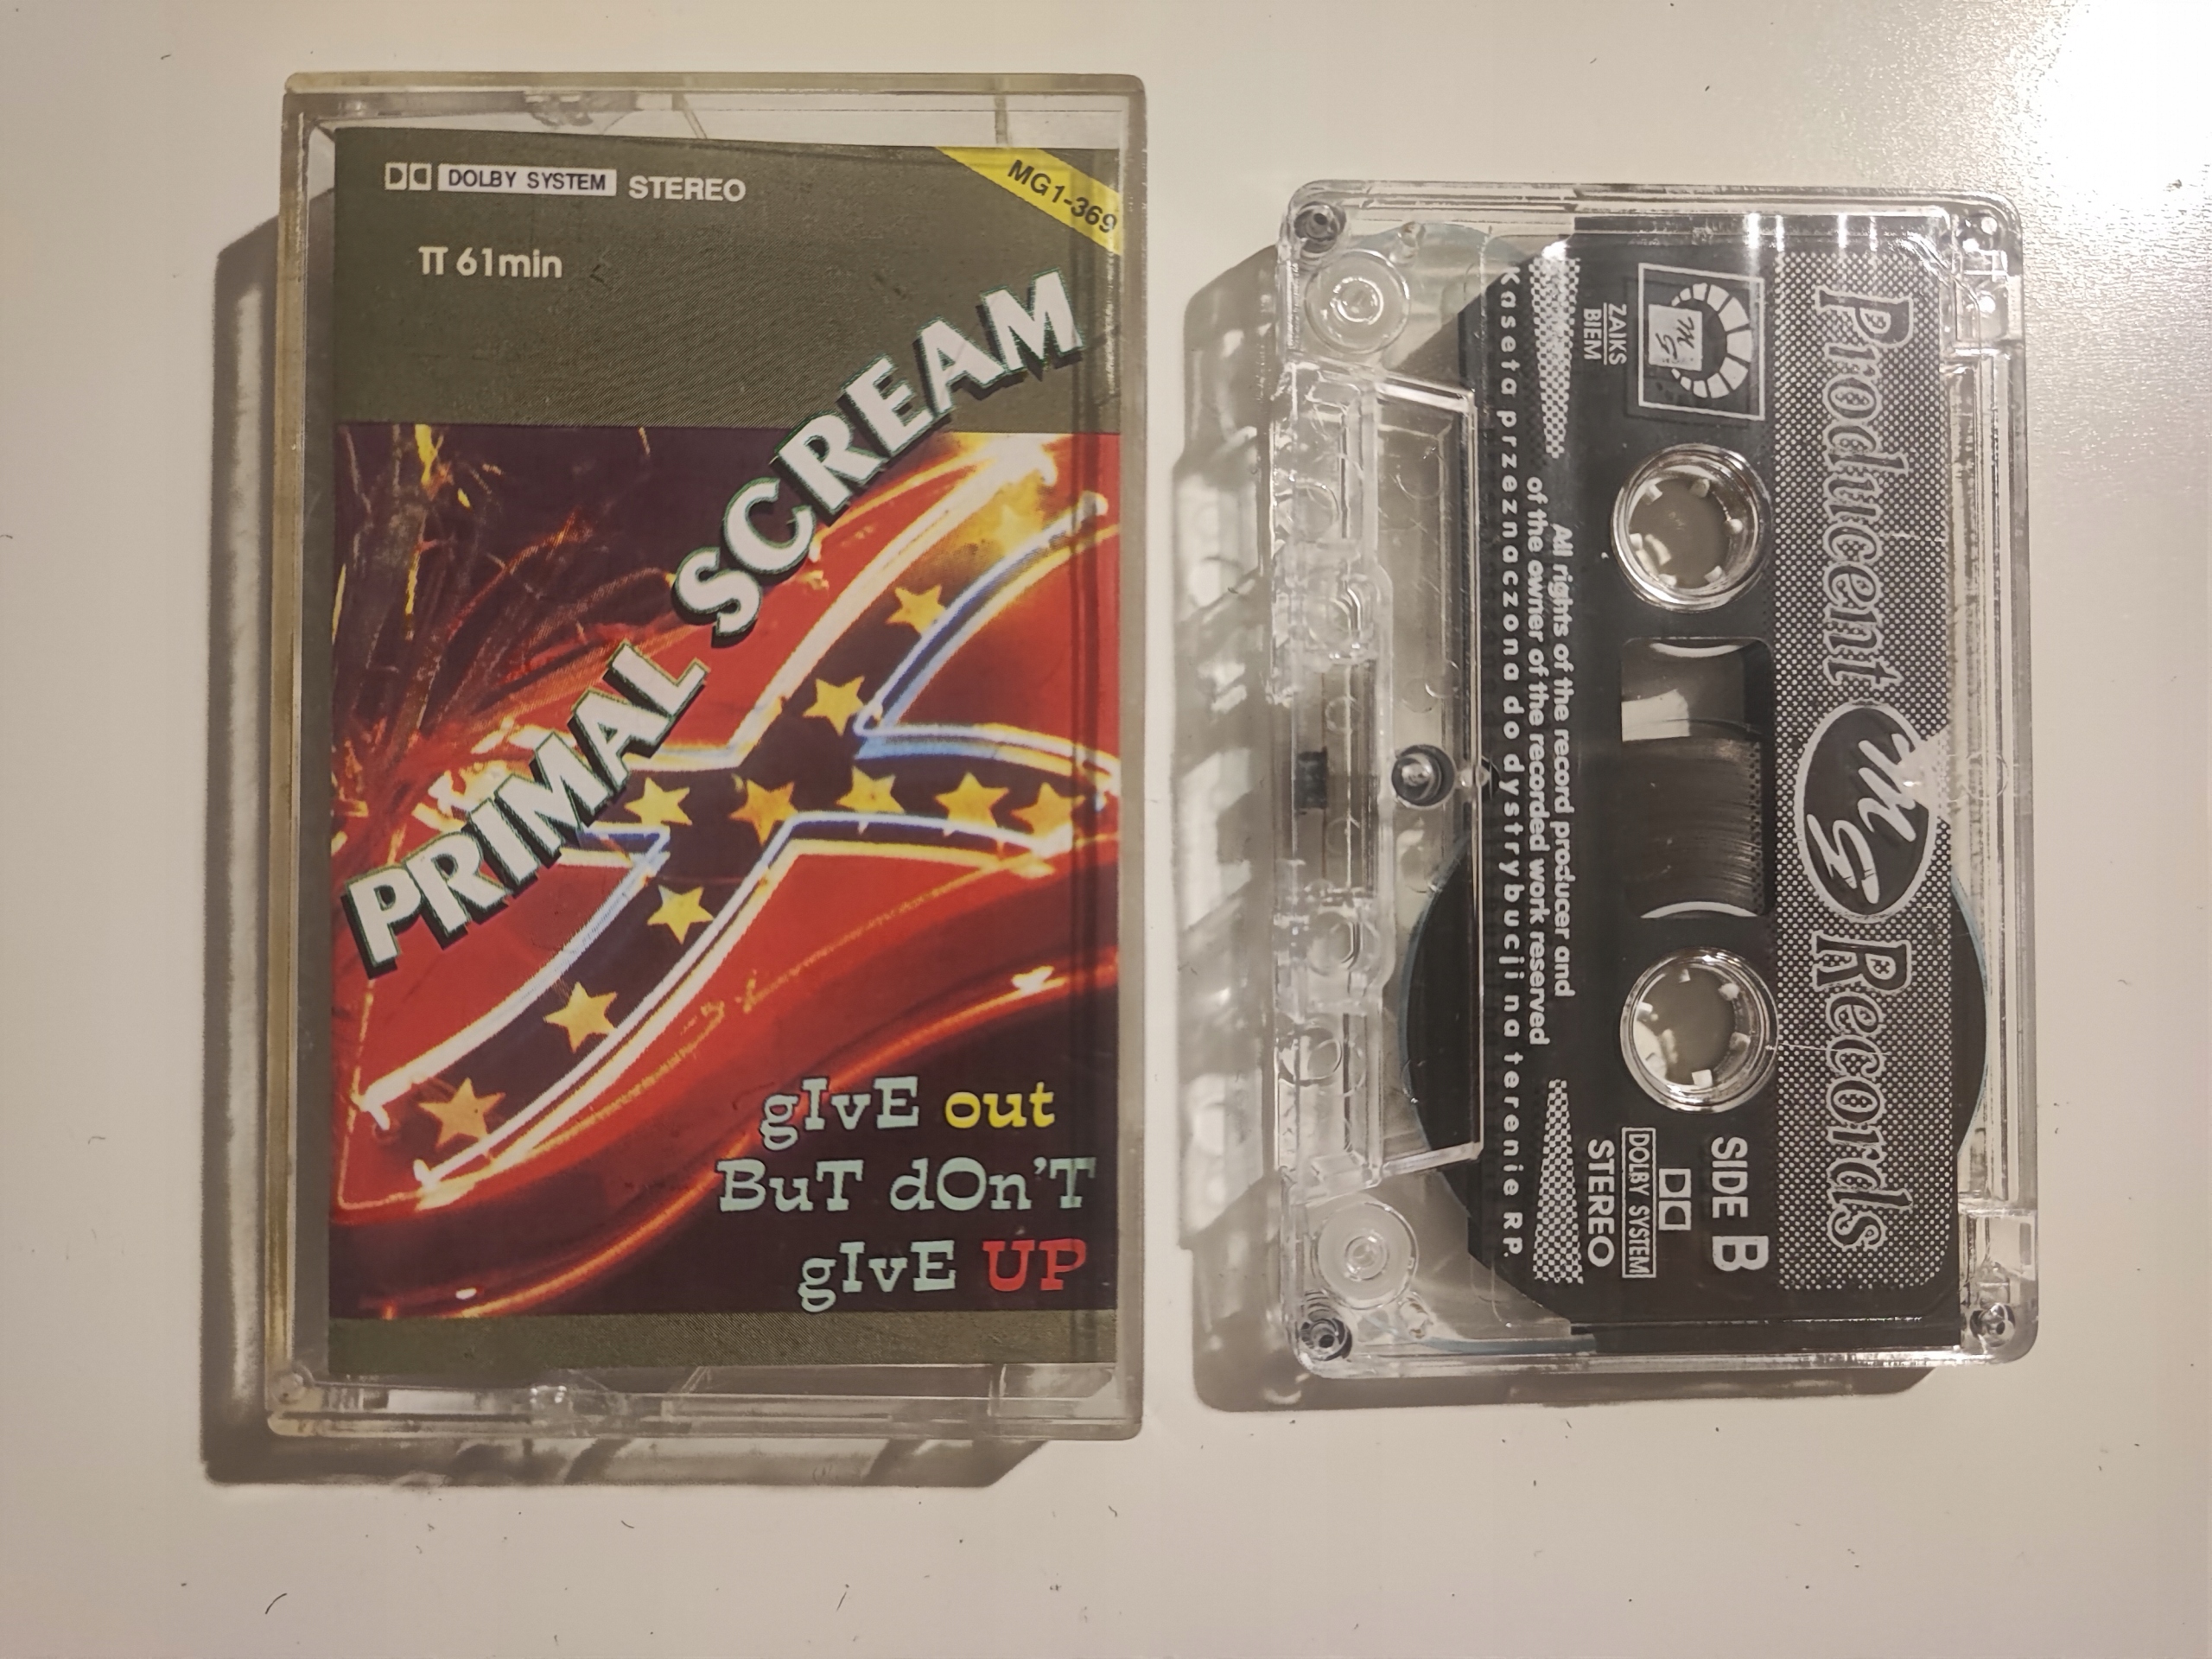 DOLBY SYSTEM STEREO
MG1-369
π 61min
PRIMAL SCREAM
gIvE out
BuT dOn'T
gIvE UP
Producent MS Records
MS
ZAIKS
BIEM
SIDE B
DOLBY SYSTEM
STEREO
All rights of the record producer and
of the owner of the recorded work reserved
Kaseta przeznaczona do dystrybucji na terenie RP.